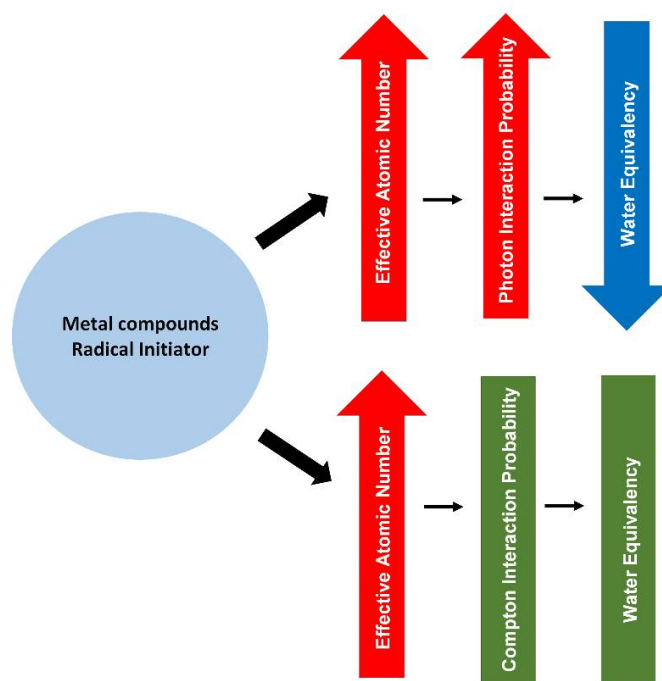 Metal compounds
Radical Initiator
Effective Atomic Number
Photon Interaction Probability
Water Equivalency
Effective Atomic Number
Compton Interaction Probability
Water Equivalency